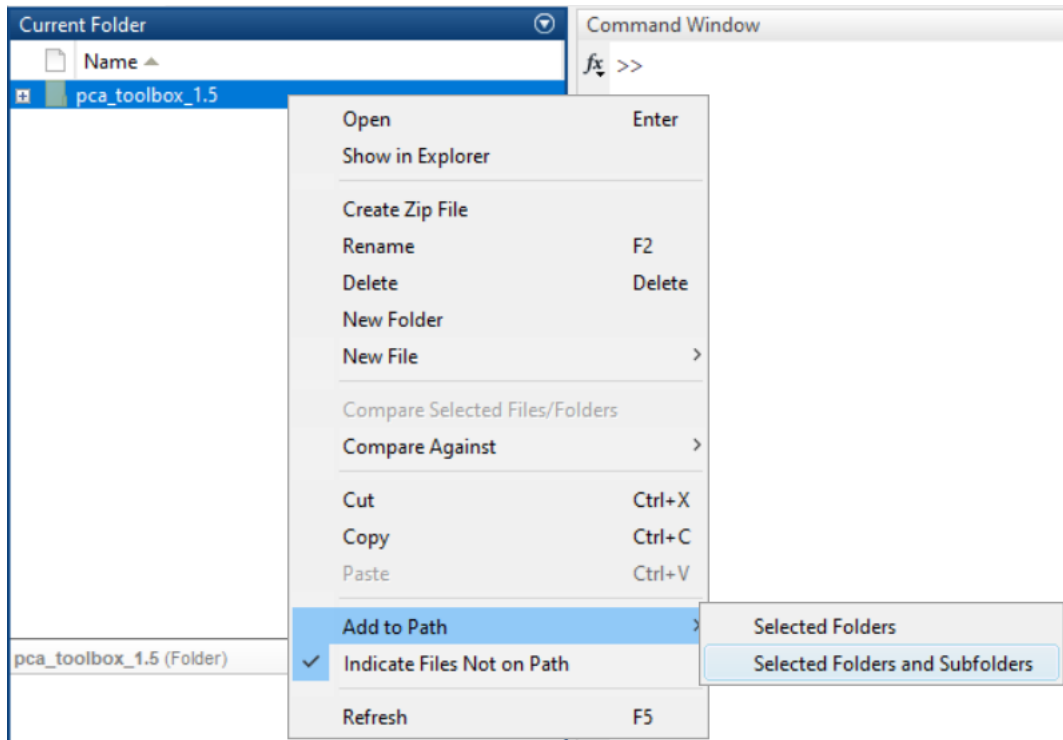 Current Folder
Name
pca_toolbox_1.5
Command Window
fx >>
Open Enter
Show in Explorer
Create Zip File
Rename F2
Delete Delete
New Folder
New File
Compare Selected Files/Folders
Compare Against
Cut Ctrl+X
Copy Ctrl+C
Paste Ctrl+V
Add to Path
Selected Folders
Indicate Files Not on Path
Selected Folders and Subfolders
Refresh F5
pca_toolbox_1.5 (Folder)